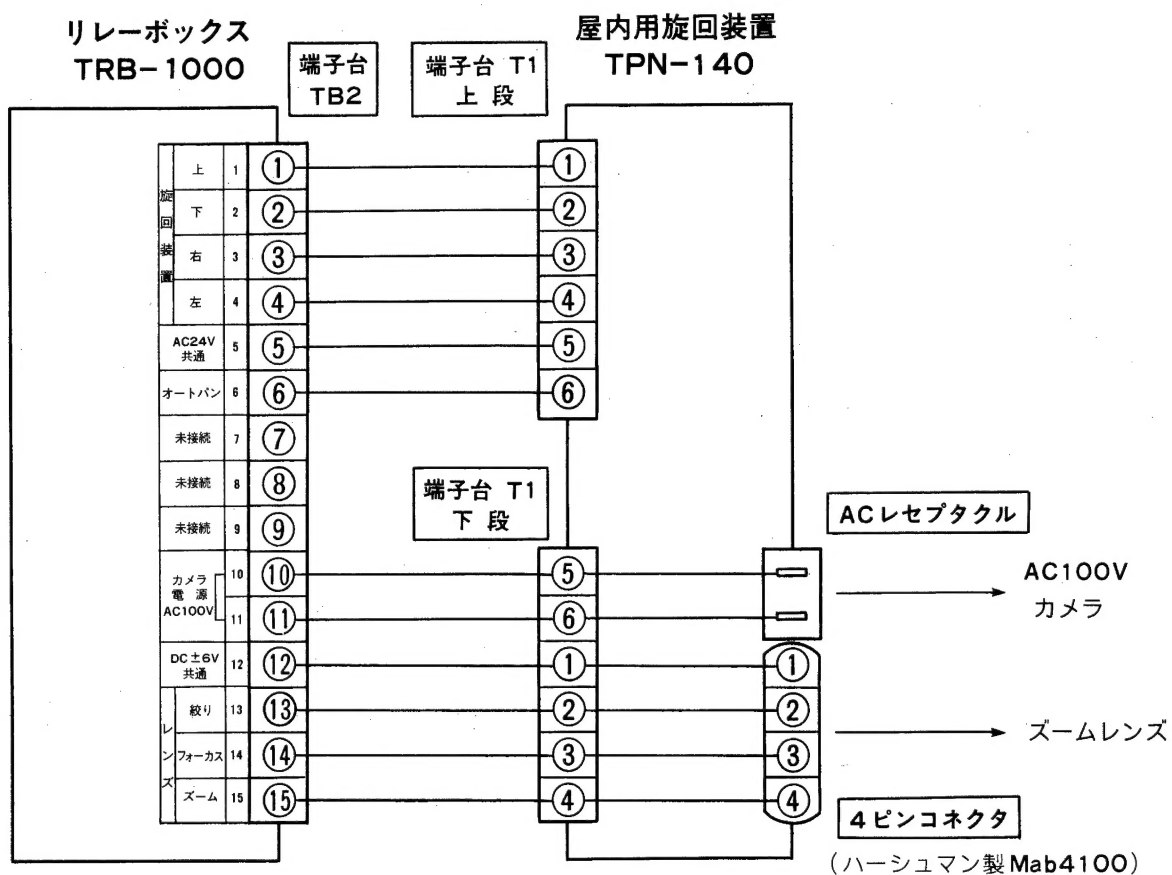 リレーボックス
TRB-1000
端子台
TB2
端子台 T1
上段
屋内用旋回装置
TPN-140
旋回装置
上 1 ①
下 2 ②
右 3 ③
左 4 ④
AC24V
共通 5 ⑤
オートパン 6 ⑥
未接続 7 ⑦
未接続 8 ⑧
未接続 9 ⑨
カメラ
電源
AC100V
10 ⑩
11 ⑪
DC±6V
共通 12 ⑫
レンズ
絞り 13 ⑬
フォーカス 14 ⑭
ズーム 15 ⑮
①
②
③
④
⑤
⑥
端子台 T1
下段
⑤
⑥
①
②
③
④
ACレセプタクル
AC100V
カメラ
①
②
③
④
ズームレンズ
4ピンコネクタ
(ハーシュマン製Mab4100)